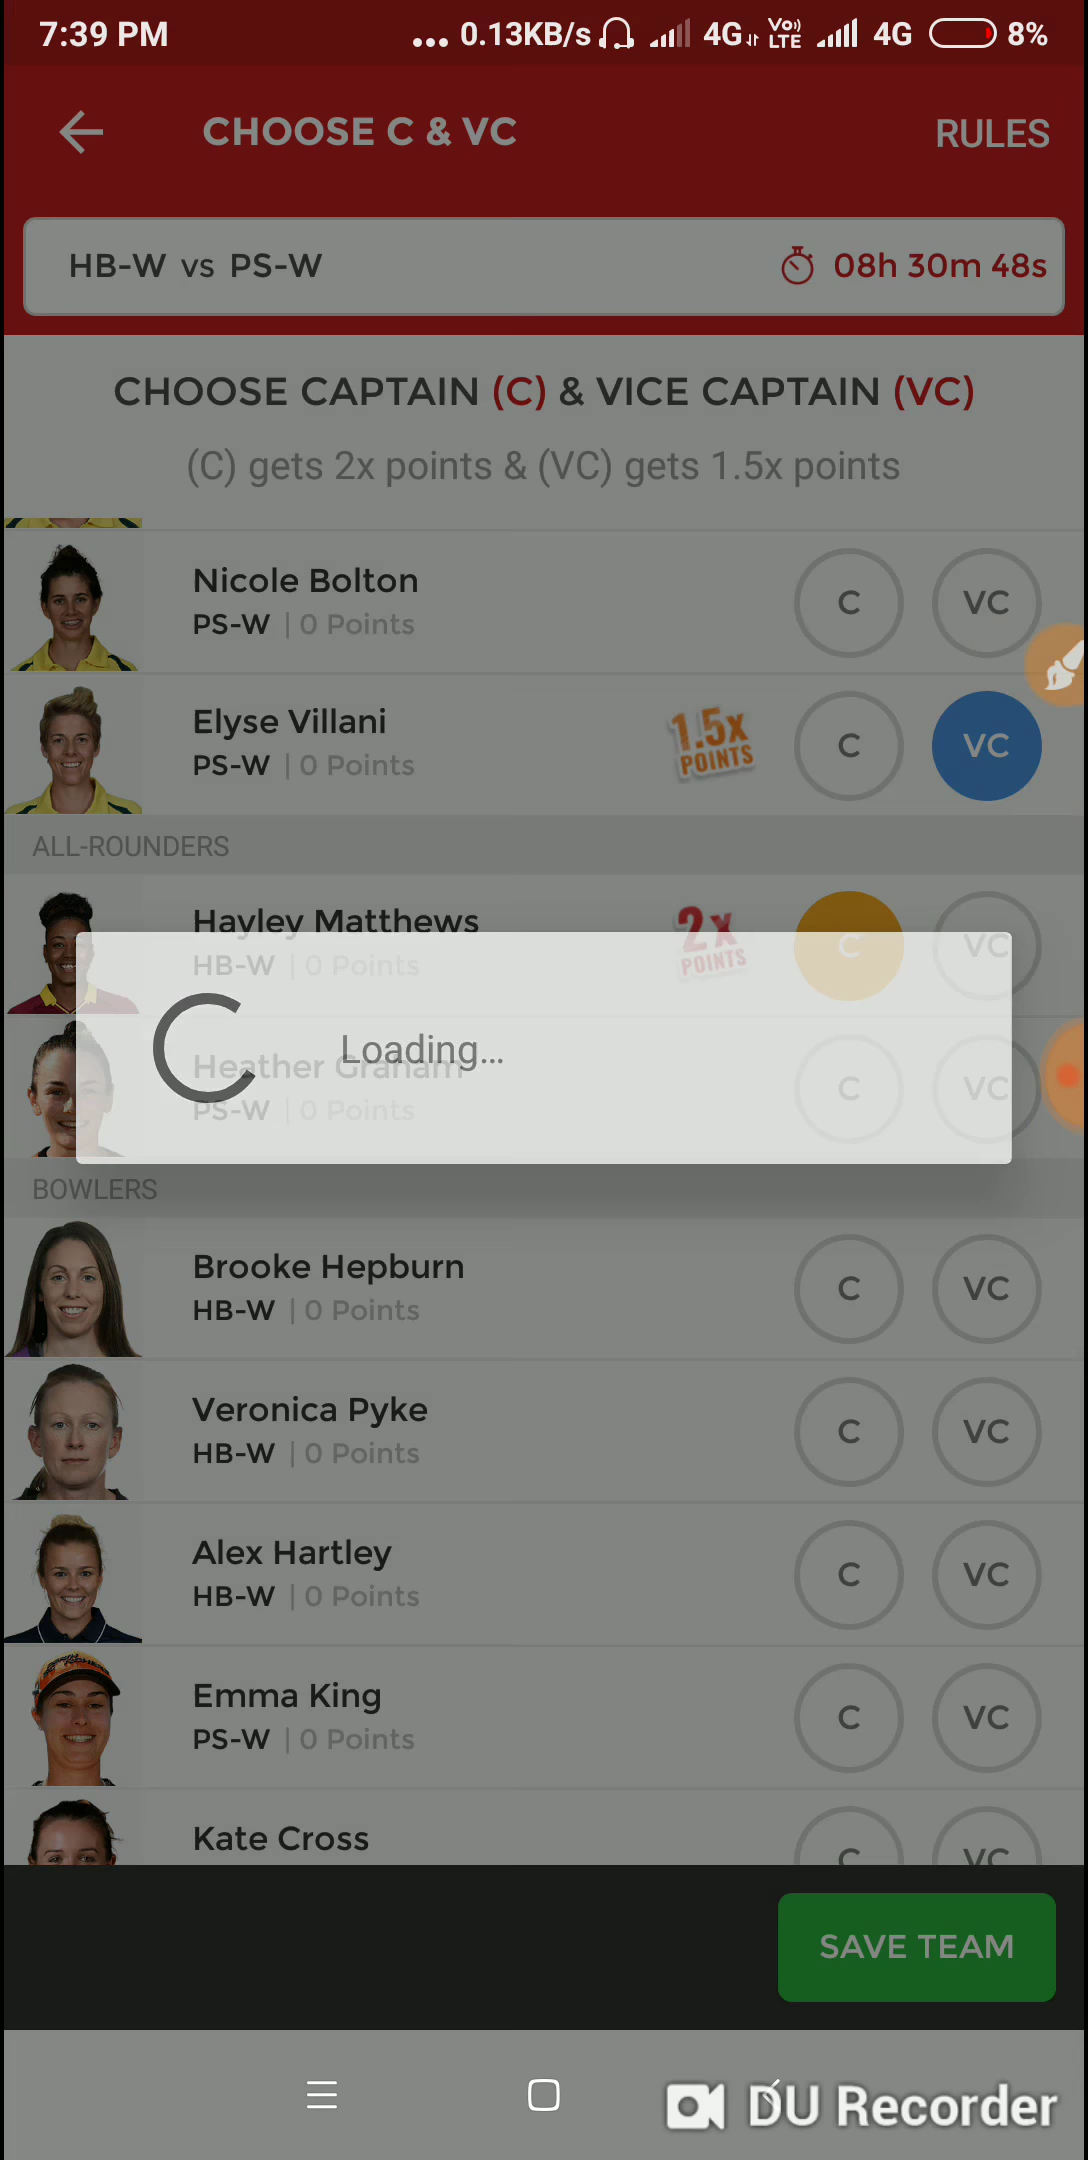 7:39 PM ... 0.13KB/s 4G VoLTE 4G 8%
CHOOSE C & VC RULES
HB-W vs PS-W 08h 30m 48s
CHOOSE CAPTAIN (C) & VICE CAPTAIN (VC)
(C) gets 2x points & (VC) gets 1.5x points
Nicole Bolton
PS-W | 0 Points C VC
Elyse Villani
PS-W | 0 Points 1.5x POINTS C VC
ALL-ROUNDERS
Hayley Matthews
HB-W | 0 Points 2x POINTS C VC
Loading...
Heather Graham
PS-W | 0 Points C VC
BOWLERS
Brooke Hepburn
HB-W | 0 Points C VC
Veronica Pyke
HB-W | 0 Points C VC
Alex Hartley
HB-W | 0 Points C VC
Emma King
PS-W | 0 Points C VC
Kate Cross C VC
SAVE TEAM
DU Recorder